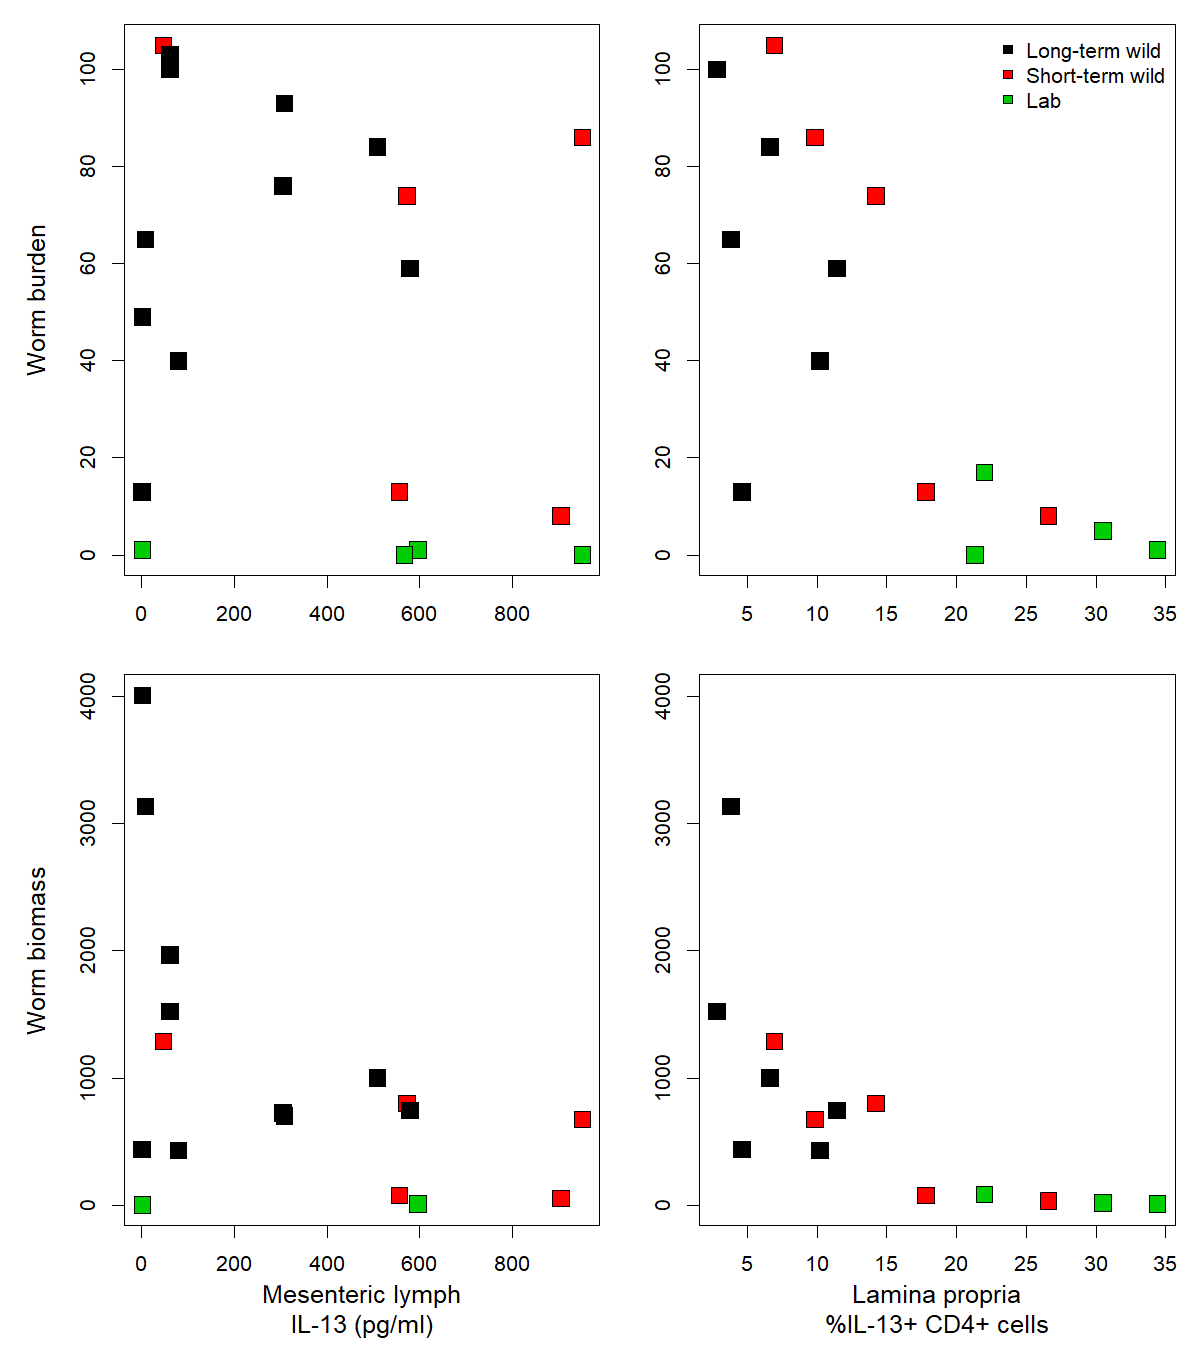 Worm burden
100
80
60
40
20
0
0 200 400 600 800
100
80
60
40
20
0
5 10 15 20 25 30 35
Long-term wild
Short-term wild
Lab
Worm biomass
4000
3000
2000
1000
0
0 200 400 600 800
Mesenteric lymph
IL-13 (pg/ml)
4000
3000
2000
1000
0
5 10 15 20 25 30 35
Lamina propria
%IL-13+ CD4+ cells